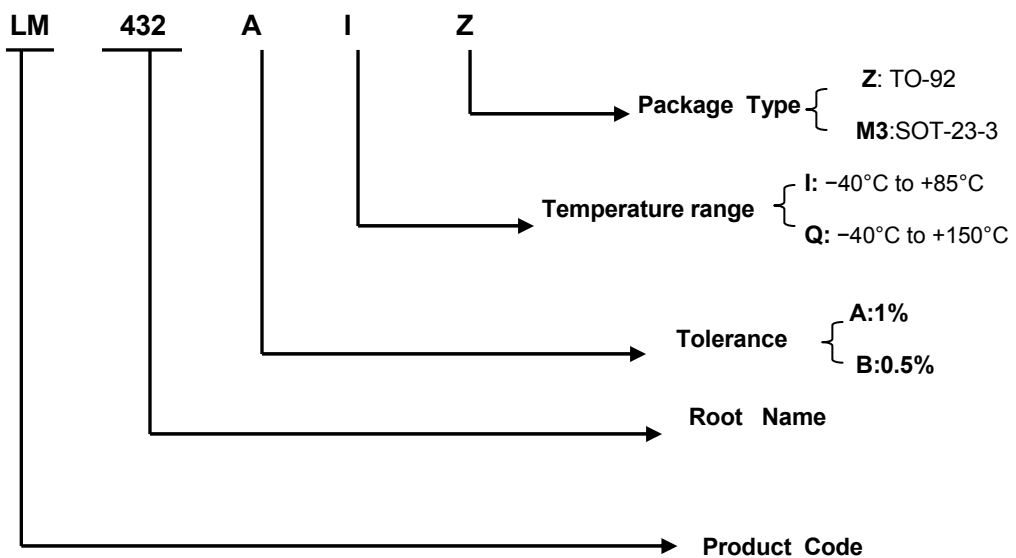 LM 432 A I Z
Z: TO-92
Package Type
M3:SOT-23-3
I: −40°C to +85°C
Temperature range
Q: −40°C to +150°C
A:1%
Tolerance
B:0.5%
Root Name
Product Code